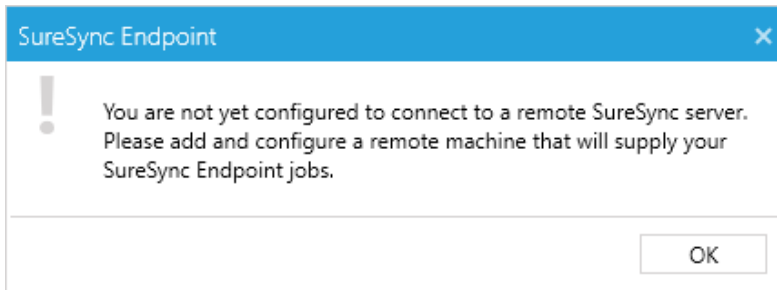 SureSync Endpoint
You are not yet configured to connect to a remote SureSync server.
Please add and configure a remote machine that will supply your
SureSync Endpoint jobs.
OK